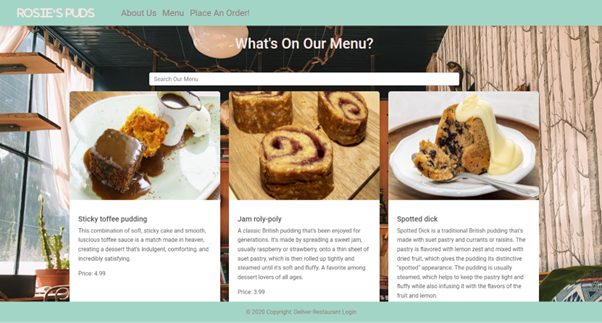 ROSIE'S PUDS
About Us Menu Place An Order!
What's On Our Menu?
Search Our Menu
Sticky toffee pudding
This combination of soft, sticky cake and smooth,
luscious toffee sauce is a match made in heaven,
creating a dessert that's indulgent, comforting, and
incredibly satisfying.
Price: 4.99
Jam roly-poly
A classic British pudding that's been enjoyed for
generations. It's made by spreading a sweet jam,
usually raspberry or strawberry, onto a thin sheet of
suet pastry, which is then rolled up tightly and
steamed until it's soft and fluffy. A favorite among
dessert lovers of all ages.
Price: 3.99
Spotted dick
Spotted Dick is a traditional British pudding that's
made with suet pastry and currants or raisins. The
pastry is flavored with lemon zest and mixed with
dried fruit, which gives the pudding its distinctive
"spotted" appearance. The pudding is usually
steamed, which helps to keep the pastry light and
fluffy while also infusing it with the flavors of the
fruit and lemon.
© 2020 Copyright: Deliver Restaurant Login